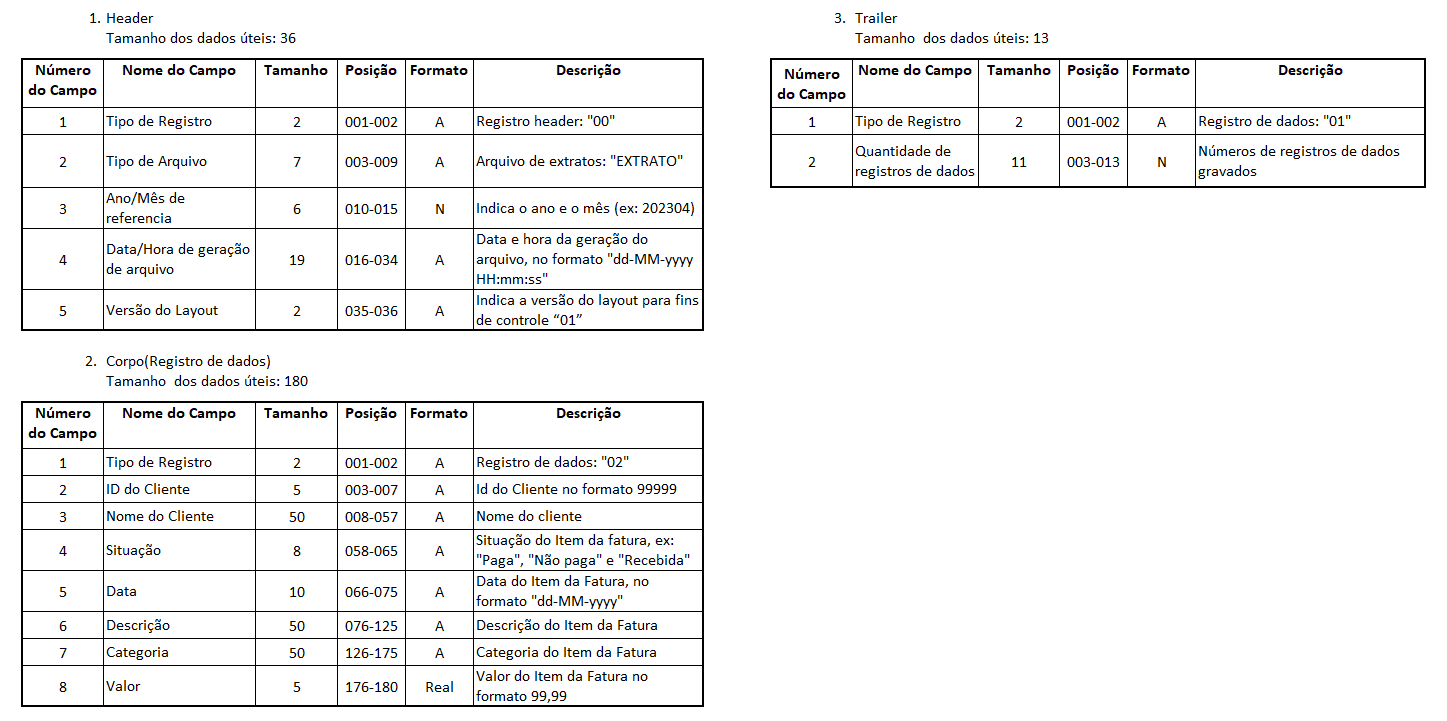 1. Header
Tamanho dos dados úteis: 36
Número do Campo | Nome do Campo | Tamanho | Posição | Formato | Descrição
1 | Tipo de Registro | 2 | 001-002 | A | Registro header: "00"
2 | Tipo de Arquivo | 7 | 003-009 | A | Arquivo de extratos: "EXTRATO"
3 | Ano/Mês de referencia | 6 | 010-015 | N | Indica o ano e o mês (ex: 202304)
4 | Data/Hora de geração de arquivo | 19 | 016-034 | A | Data e hora da geração do arquivo, no formato "dd-MM-yyyy HH:mm:ss"
5 | Versão do Layout | 2 | 035-036 | A | Indica a versão do layout para fins de controle “01”
2. Corpo(Registro de dados)
Tamanho dos dados úteis: 180
Número do Campo | Nome do Campo | Tamanho | Posição | Formato | Descrição
1 | Tipo de Registro | 2 | 001-002 | A | Registro de dados: "02"
2 | ID do Cliente | 5 | 003-007 | A | Id do Cliente no formato 99999
3 | Nome do Cliente | 50 | 008-057 | A | Nome do cliente
4 | Situação | 8 | 058-065 | A | Situação do Item da fatura, ex: "Paga", "Não paga" e "Recebida"
5 | Data | 10 | 066-075 | A | Data do Item da Fatura, no formato "dd-MM-yyyy"
6 | Descrição | 50 | 076-125 | A | Descrição do Item da Fatura
7 | Categoria | 50 | 126-175 | A | Categoria do Item da Fatura
8 | Valor | 5 | 176-180 | Real | Valor do Item da Fatura no formato 99,99
3. Trailer
Tamanho dos dados úteis: 13
Número do Campo | Nome do Campo | Tamanho | Posição | Formato | Descrição
1 | Tipo de Registro | 2 | 001-002 | A | Registro de dados: "01"
2 | Quantidade de registros de dados | 11 | 003-013 | N | Números de registros de dados gravados